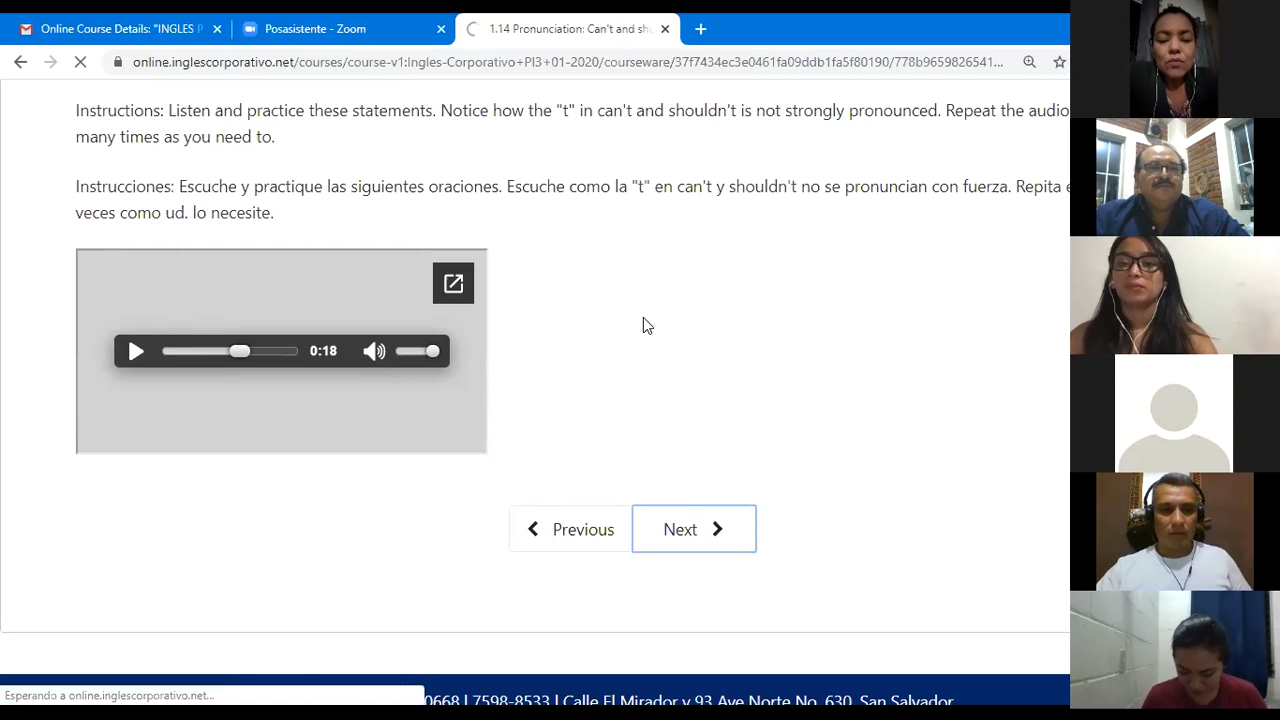 Online Course Details: "INGLES P
Posasistente - Zoom
1.14 Pronunciation: Can't and sho
online.inglescorporativo.net/courses/course-v1:Ingles-Corporativo+PI3+01-2020/courseware/37f7434ec3e0461fa09ddb1fa5f80190/778b9659826541...
Instructions: Listen and practice these statements. Notice how the "t" in can't and shouldn't is not strongly pronounced. Repeat the audio
many times as you need to.
Instrucciones: Escuche y practique las siguientes oraciones. Escuche como la "t" en can't y shouldn't no se pronuncian con fuerza. Repita e
veces como ud. lo necesite.
0:18
Previous
Next
Esperando a online.inglescorporativo.net...
0668 | 7598-8533 | Calle El Mirador y 93 Ave Norte No. 630, San Salvador